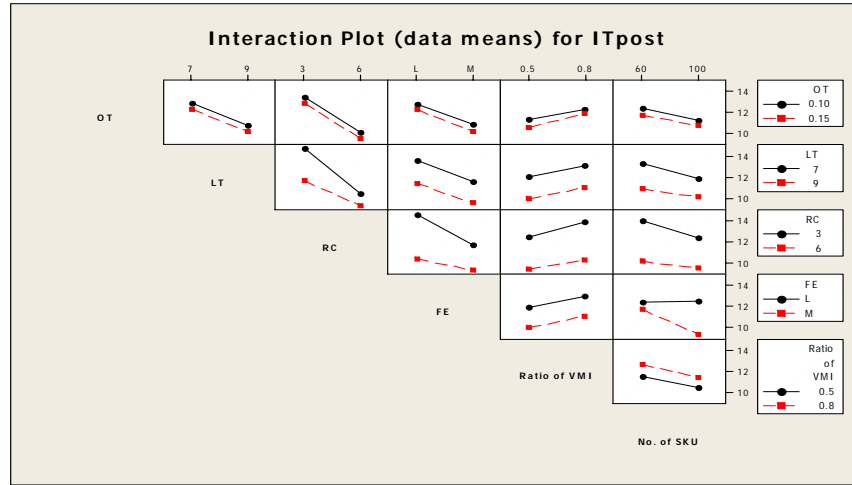 Interaction Plot (data means) for ITpost
7 9 3 6 L M 0.5 0.8 60 100
OT
14
12
10
OT
0.10
0.15
LT
14
12
10
LT
7
9
RC
14
12
10
RC
3
6
FE
14
12
10
FE
L
M
Ratio of VMI
14
12
10
Ratio
of
VMI
0.5
0.8
No. of SKU